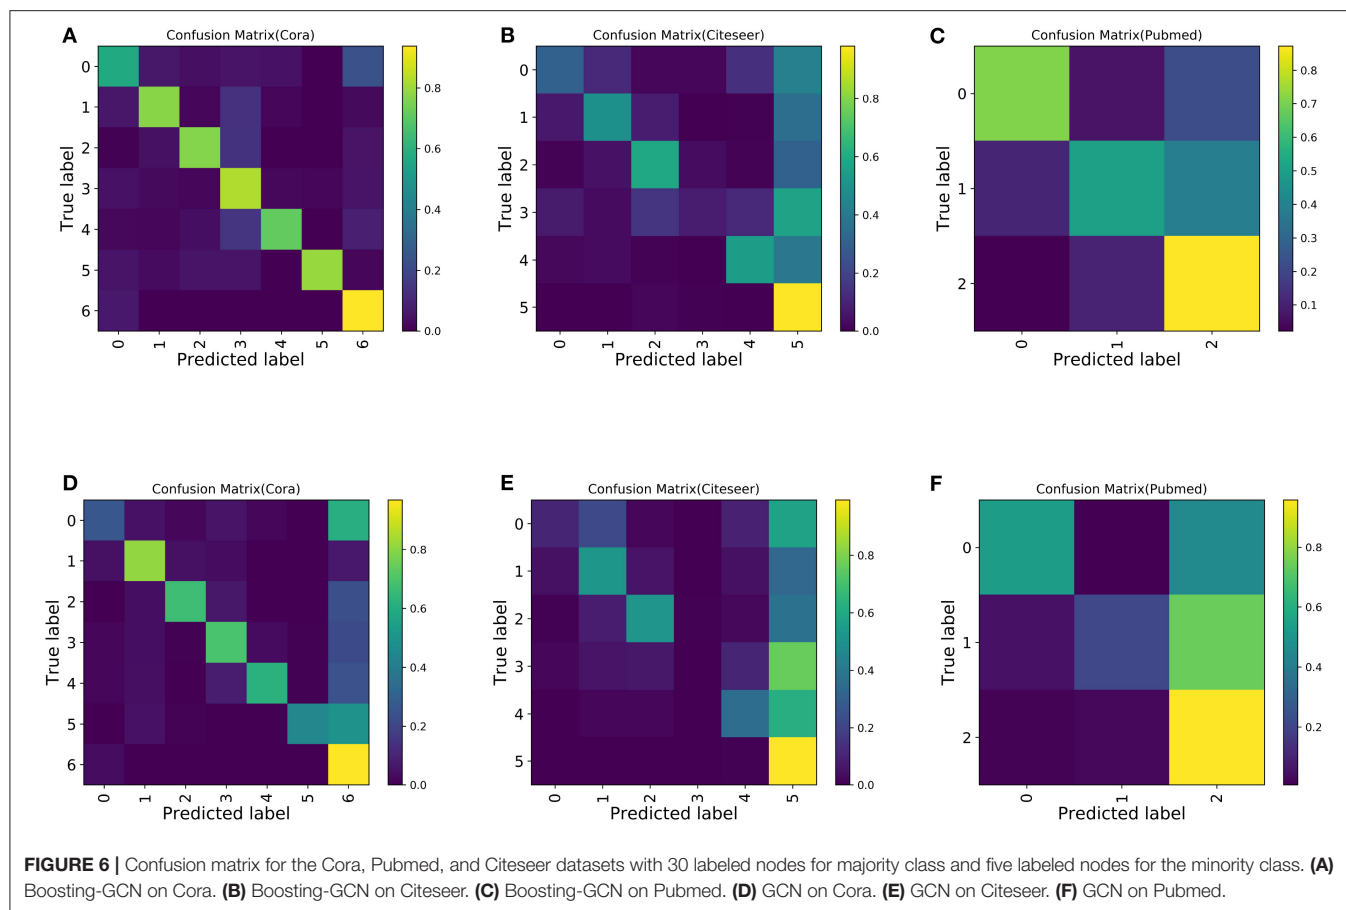 A
Confusion Matrix(Cora)
True label
0
1
2
3
4
5
6
0 1 2 3 4 5 6
Predicted label
0.8
0.6
0.4
0.2
0.0
B
Confusion Matrix(Citeseer)
True label
0
1
2
3
4
5
0 1 2 3 4 5
Predicted label
0.8
0.6
0.4
0.2
0.0
C
Confusion Matrix(Pubmed)
True label
0
1
2
0 1 2
Predicted label
0.8
0.7
0.6
0.5
0.4
0.3
0.2
0.1
D
Confusion Matrix(Cora)
True label
0
1
2
3
4
5
6
0 1 2 3 4 5 6
Predicted label
0.8
0.6
0.4
0.2
0.0
E
Confusion Matrix(Citeseer)
True label
0
1
2
3
4
5
0 1 2 3 4 5
Predicted label
0.8
0.6
0.4
0.2
0.0
F
Confusion Matrix(Pubmed)
True label
0
1
2
0 1 2
Predicted label
0.8
0.6
0.4
0.2
FIGURE 6 | Confusion matrix for the Cora, Pubmed, and Citeseer datasets with 30 labeled nodes for majority class and five labeled nodes for the minority class. (A)
Boosting-GCN on Cora. (B) Boosting-GCN on Citeseer. (C) Boosting-GCN on Pubmed. (D) GCN on Cora. (E) GCN on Citeseer. (F) GCN on Pubmed.